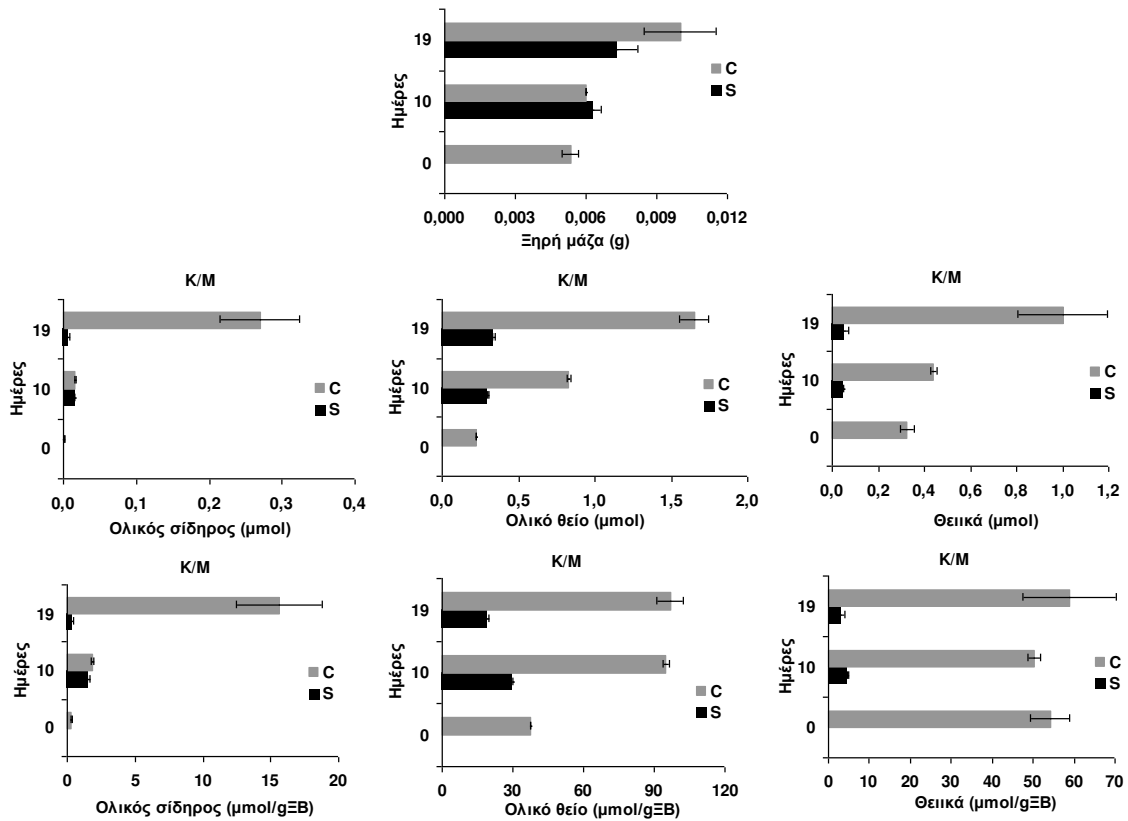 19
10
0
Ημέρες
C
S
0,000 0,003 0,006 0,009 0,012
Ξηρή μάζα (g)
Κ/Μ
19
10
0
Ημέρες
C
S
0,0 0,1 0,2 0,3 0,4
Ολικός σίδηρος (μmol)
Κ/Μ
19
10
0
Ημέρες
C
S
0,0 0,5 1,0 1,5 2,0
Ολικό θείο (μmol)
Κ/Μ
19
10
0
Ημέρες
C
S
0,0 0,2 0,4 0,6 0,8 1,0 1,2
Θειικά (μmol)
Κ/Μ
19
10
0
Ημέρες
C
S
0 5 10 15 20
Ολικός σίδηρος (μmol/gΞΒ)
Κ/Μ
19
10
0
Ημέρες
C
S
0 30 60 90 120
Ολικό θείο (μmol/gΞΒ)
Κ/Μ
19
10
0
Ημέρες
C
S
0 10 20 30 40 50 60 70
Θειικά (μmol/gΞΒ)